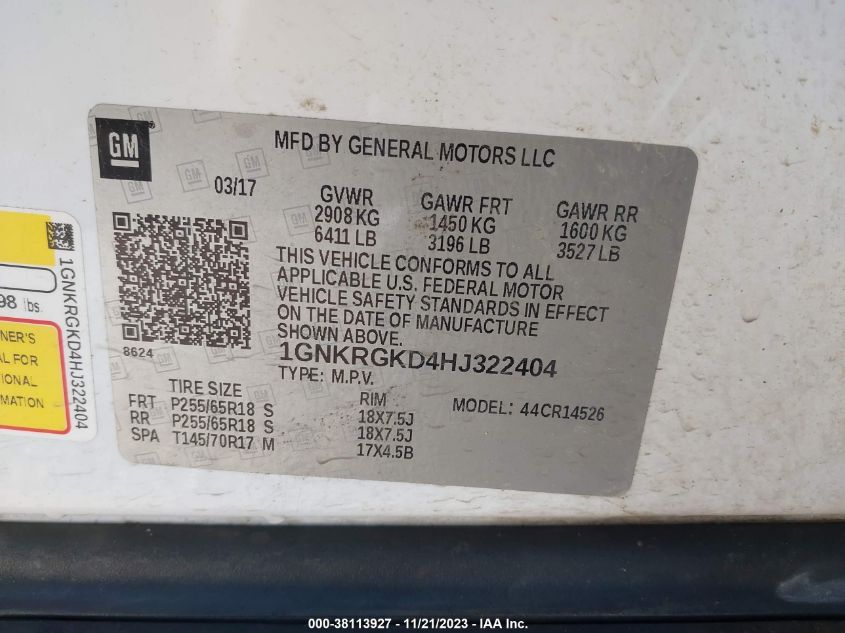 GM
MFD BY GENERAL MOTORS LLC
03/17
GVWR GAWR FRT GAWR RR
2908 KG 1450 KG 1600 KG
6411 LB 3196 LB 3527 LB
THIS VEHICLE CONFORMS TO ALL
APPLICABLE U.S. FEDERAL MOTOR
VEHICLE SAFETY STANDARDS IN EFFECT
ON THE DATE OF MANUFACTURE
SHOWN ABOVE.
8624
1GNKRGKD4HJ322404
TYPE: M.P.V.
TIRE SIZE RIM MODEL: 44CR14526
FRT P255/65R18 S 18X7.5J
RR P255/65R18 S 18X7.5J
SPA T145/70R17 M 17X4.5B
1GNKRGKD4HJ322404
98 lbs.
NER'S
AL FOR
TIONAL
RMATION
000-38113927 - 11/21/2023 - © Copyright 2023, IAA Inc.